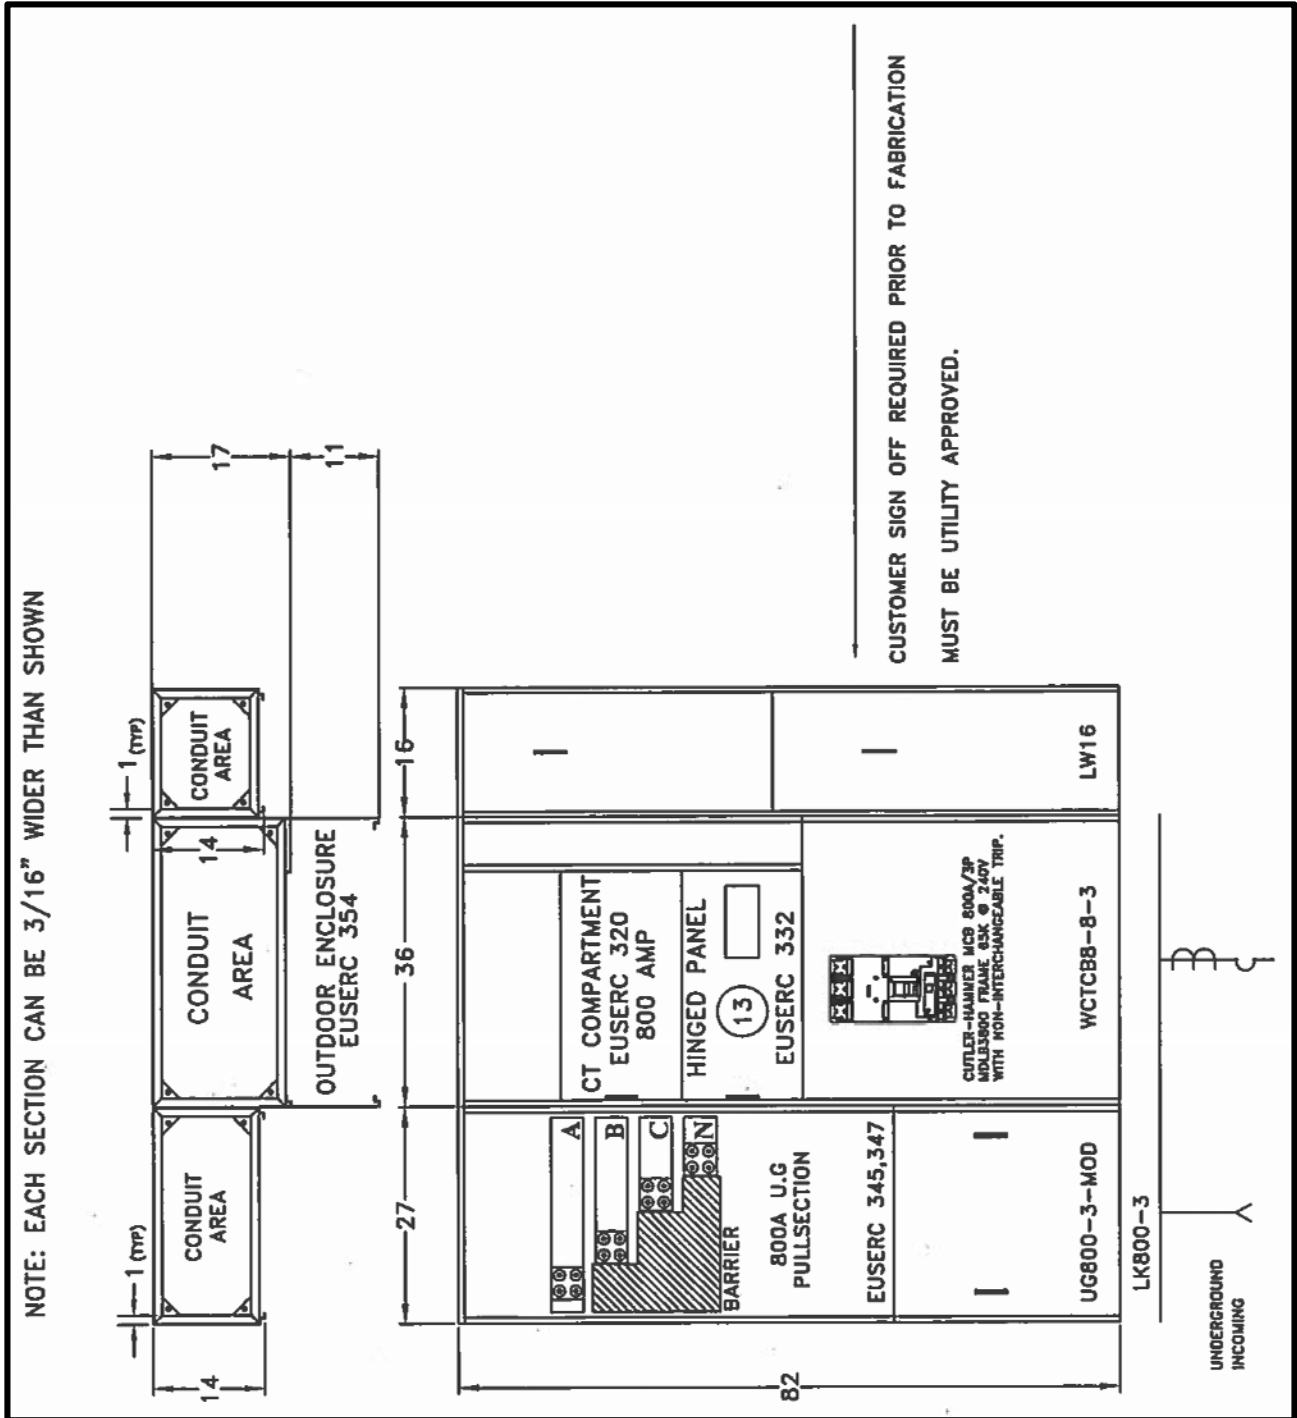 NOTE: EACH SECTION CAN BE 3/16" WIDER THAN SHOWN
1 (TYP)
1 (TYP)
14
CONDUIT
AREA
CONDUIT
AREA
14
CONDUIT
AREA
17
11
OUTDOOR ENCLOSURE
EUSERC 354
27
36
16
82
A
B
C
N
BARRIER
800A U.G
PULLSECTION
EUSERC 345,347
UG800-3-MOD
CT COMPARTMENT
EUSERC 320
800 AMP
HINGED PANEL
13
EUSERC 332
CUTLER-HAMMER MCB 800A/3P
MDLB3800 FRAME 65K @ 240V
WITH NON-INTERCHANGEABLE TRIP.
WCTCB8-8-3
LW16
LK800-3
UNDERGROUND
INCOMING
CUSTOMER SIGN OFF REQUIRED PRIOR TO FABRICATION
MUST BE UTILITY APPROVED.